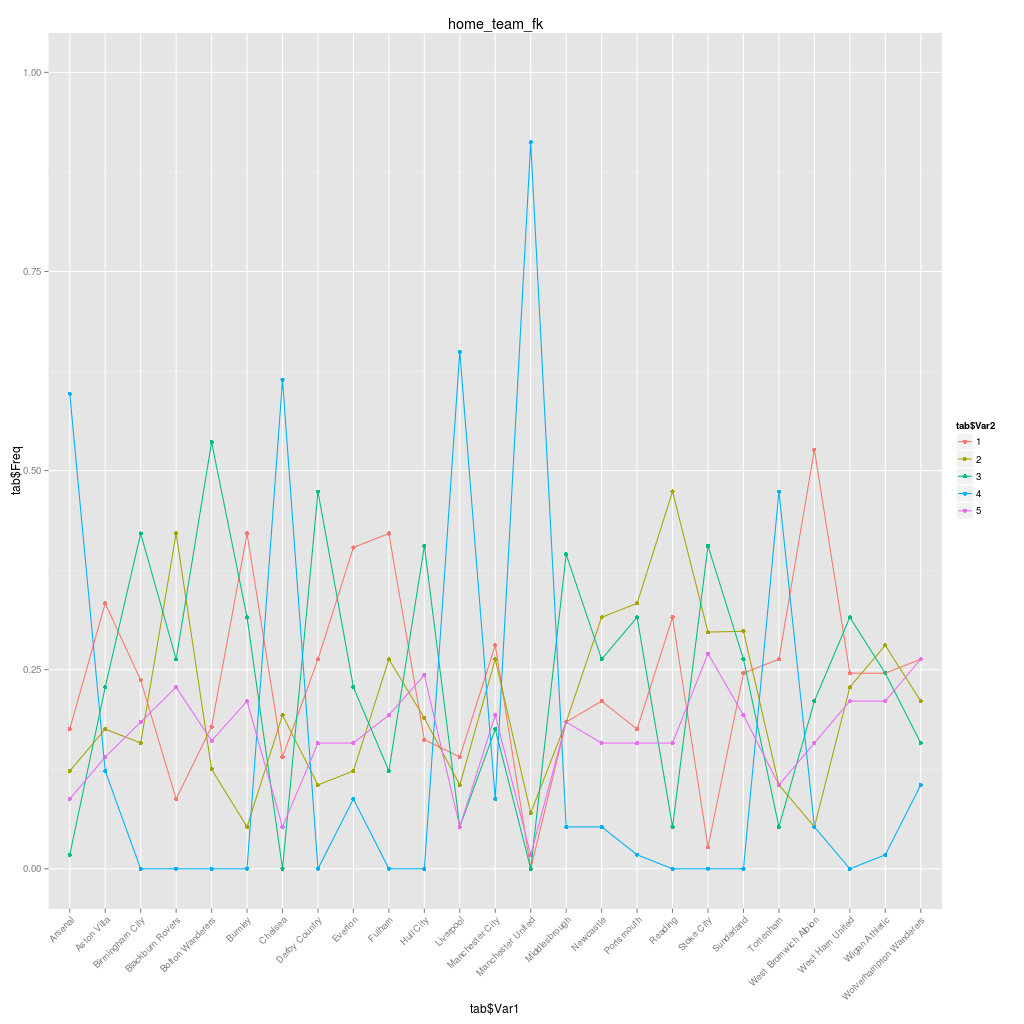 home_team_fk
1.00
0.75
0.50
0.25
0.00
tab$Freq
Arsenal
Aston Villa
Birmingham City
Blackburn Rovers
Bolton Wanderers
Burnley
Chelsea
Derby County
Everton
Fulham
Hull City
Liverpool
Manchester City
Manchester United
Middlesbrough
Newcastle
Portsmouth
Reading
Stoke City
Sunderland
Tottenham
West Bromwich Albion
West Ham United
Wigan Athletic
Wolverhampton Wanderers
tab$Var1
tab$Var2
1
2
3
4
5